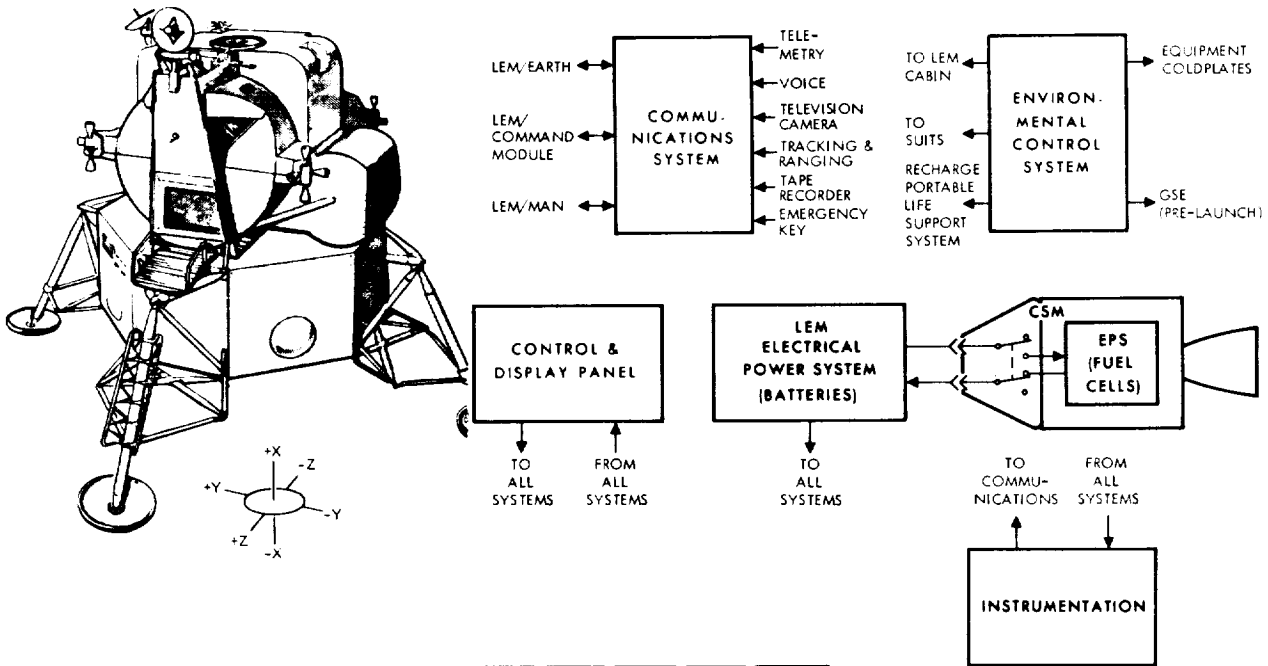 TELE-
METRY
VOICE
TELEVISION
CAMERA
TRACKING &
RANGING
TAPE
RECORDER
EMERGENCY
KEY
LEM/EARTH
LEM/
COMMAND
MODULE
LEM/MAN
COMMU-
NICATIONS
SYSTEM
TO LEM
CABIN
TO
SUITS
RECHARGE
PORTABLE
LIFE
SUPPORT
SYSTEM
ENVIRON-
MENTAL
CONTROL
SYSTEM
EQUIPMENT
COLDPLATES
GSE
(PRE-LAUNCH)
CONTROL &
DISPLAY PANEL
TO
ALL
SYSTEMS
FROM
ALL
SYSTEMS
LEM
ELECTRICAL
POWER SYSTEM
(BATTERIES)
TO
ALL
SYSTEMS
CSM
EPS
(FUEL
CELLS)
TO
COMMU-
NICATIONS
FROM
ALL
SYSTEMS
INSTRUMENTATION
+X
-Z
+Y
-Y
+Z
-X